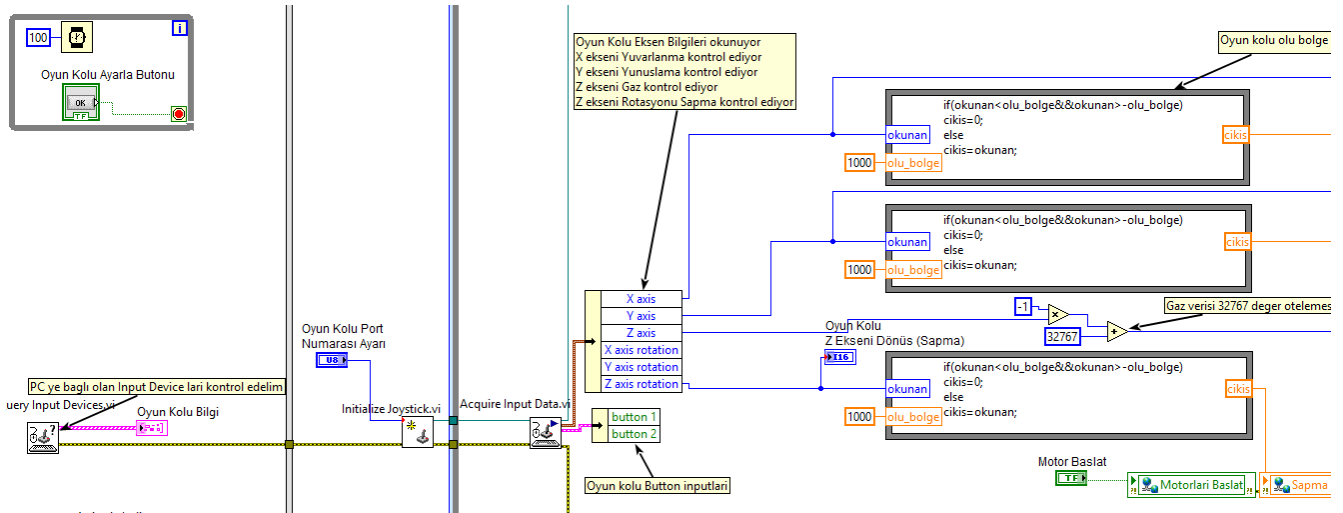 100
i
Oyun Kolu Ayarla Butonu
OK
TF
Oyun Kolu Eksen Bilgileri okunuyor
X ekseni Yuvarlanma kontrol ediyor
Y ekseni Yunuslama kontrol ediyor
Z ekseni Gaz kontrol ediyor
Z ekseni Rotasyonu Sapma kontrol ediyor
Oyun kolu olu bolge
if(okunan<olu_bolge&&okunan>-olu_bolge)
cikis=0;
else
cikis=okunan;
okunan
1000
olu_bolge
cikis
if(okunan<olu_bolge&&okunan>-olu_bolge)
cikis=0;
else
cikis=okunan;
okunan
1000
olu_bolge
cikis
X axis
Y axis
Z axis
X axis rotation
Y axis rotation
Z axis rotation
-1
x
32767
+
Gaz verisi 32767 deger otelemes
Oyun Kolu
Z Ekseni Dönüs (Sapma)
I16
if(okunan<olu_bolge&&okunan>-olu_bolge)
cikis=0;
else
cikis=okunan;
okunan
1000
olu_bolge
cikis
Oyun Kolu Port
Numarası Ayarı
U8
PC ye baglı olan Input Device lari kontrol edelim
uery Input Devices.vi
Oyun Kolu Bilgi
Initialize Joystick.vi
Acquire Input Data.vi
button 1
button 2
Oyun kolu Button inputlari
Motor Baslat
TF
Motorlari Baslat
Sapma